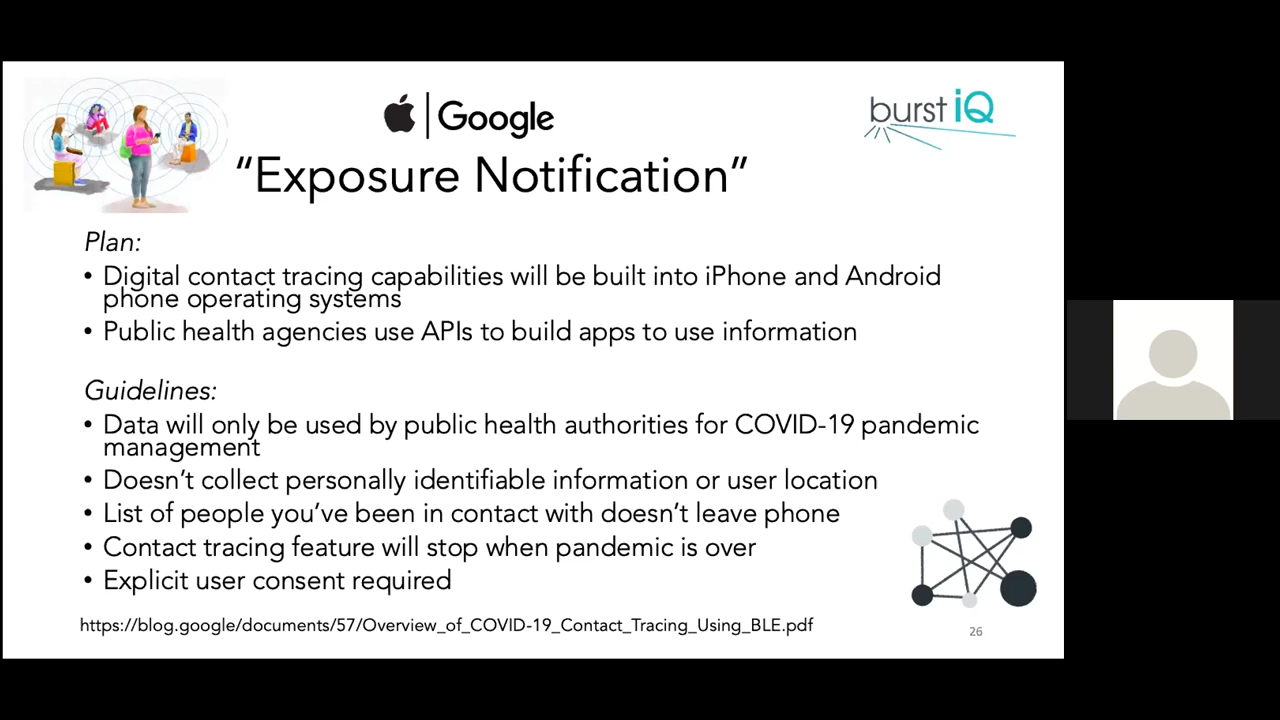 Google
burst iQ
“Exposure Notification”
Plan:
• Digital contact tracing capabilities will be built into iPhone and Android
phone operating systems
• Public health agencies use APIs to build apps to use information
Guidelines:
• Data will only be used by public health authorities for COVID-19 pandemic
management
• Doesn’t collect personally identifiable information or user location
• List of people you’ve been in contact with doesn’t leave phone
• Contact tracing feature will stop when pandemic is over
• Explicit user consent required
https://blog.google/documents/57/Overview_of_COVID-19_Contact_Tracing_Using_BLE.pdf
26